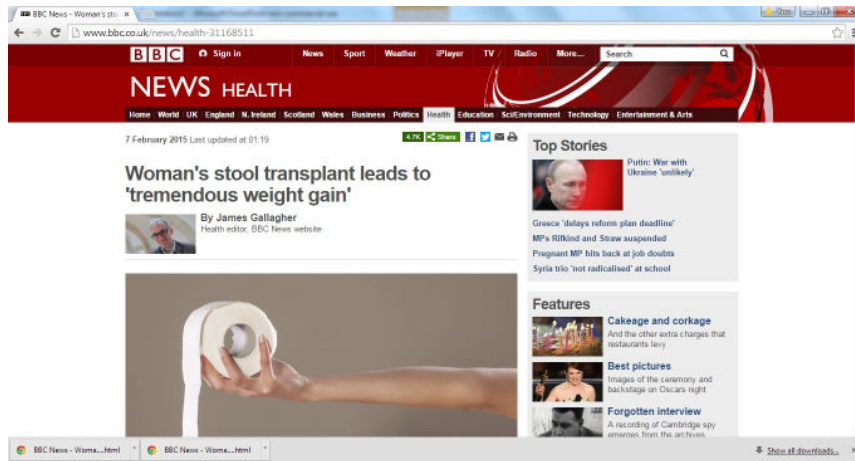 BBC News - Woman's sto
www.bbc.co.uk/news/health-31168511
BBC Sign in News Sport Weather iPlayer TV Radio More... Search
NEWS HEALTH
Home World UK England N. Ireland Scotland Wales Business Politics Health Education Sci/Environment Technology Entertainment & Arts
7 February 2015 Last updated at 01:19
4.7K Share
Woman's stool transplant leads to
'tremendous weight gain'
By James Gallagher
Health editor, BBC News website
Top Stories
Putin: War with
Ukraine 'unlikely'
Greece 'delays reform plan deadline'
MPs Rifkind and Straw suspended
Pregnant MP hits back at job doubts
Syria trio 'not radicalised' at school
Features
Cakeage and corkage
And the other extra charges that
restaurants levy
Best pictures
Images of the ceremony and
backstage on Oscars night
Forgotten interview
A recording of Cambridge spy
emerges from the archives
BBC News - Woma....html
BBC News - Woma....html
Show all downloads...